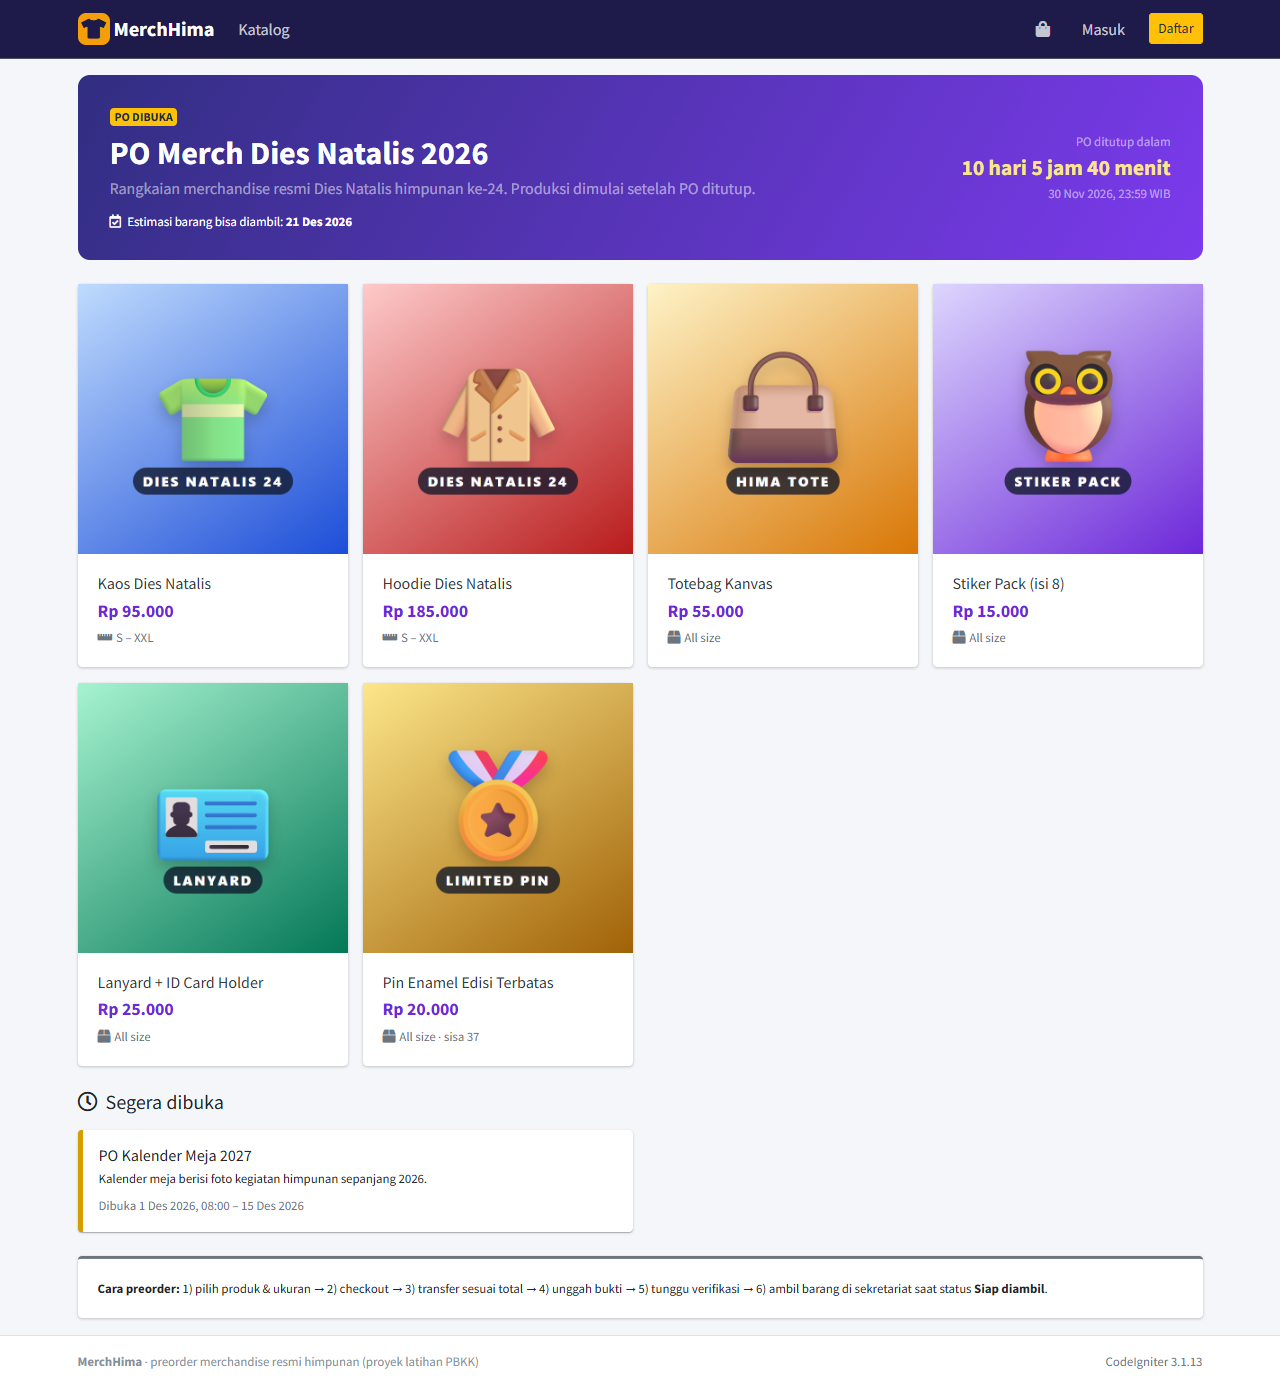 MerchHima
Katalog
Masuk
Daftar
PO DIBUKA
PO Merch Dies Natalis 2026
Rangkaian merchandise resmi Dies Natalis himpunan ke-24. Produksi dimulai setelah PO ditutup.
Estimasi barang bisa diambil: 21 Des 2026
PO ditutup dalam
10 hari 5 jam 40 menit
30 Nov 2026, 23:59 WIB
DIES NATALIS 24
Kaos Dies Natalis
Rp 95.000
S – XXL
DIES NATALIS 24
Hoodie Dies Natalis
Rp 185.000
S – XXL
HIMA TOTE
Totebag Kanvas
Rp 55.000
All size
STIKER PACK
Stiker Pack (isi 8)
Rp 15.000
All size
LANYARD
Lanyard + ID Card Holder
Rp 25.000
All size
LIMITED PIN
Pin Enamel Edisi Terbatas
Rp 20.000
All size · sisa 37
Segera dibuka
PO Kalender Meja 2027
Kalender meja berisi foto kegiatan himpunan sepanjang 2026.
Dibuka 1 Des 2026, 08:00 – 15 Des 2026
Cara preorder: 1) pilih produk & ukuran → 2) checkout → 3) transfer sesuai total → 4) unggah bukti → 5) tunggu verifikasi → 6) ambil barang di sekretariat saat status Siap diambil.
MerchHima · preorder merchandise resmi himpunan (proyek latihan PBKK)
CodeIgniter 3.1.13